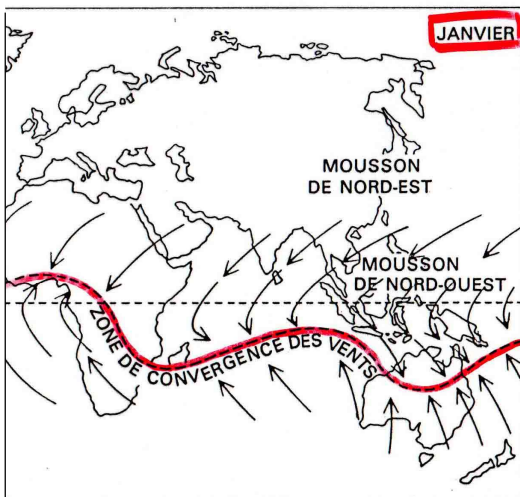 JANVIER
MOUSSON
DE NORD-EST
MOUSSON
DE NORD-OUEST
ZONE DE CONVERGENCE DES VENTS